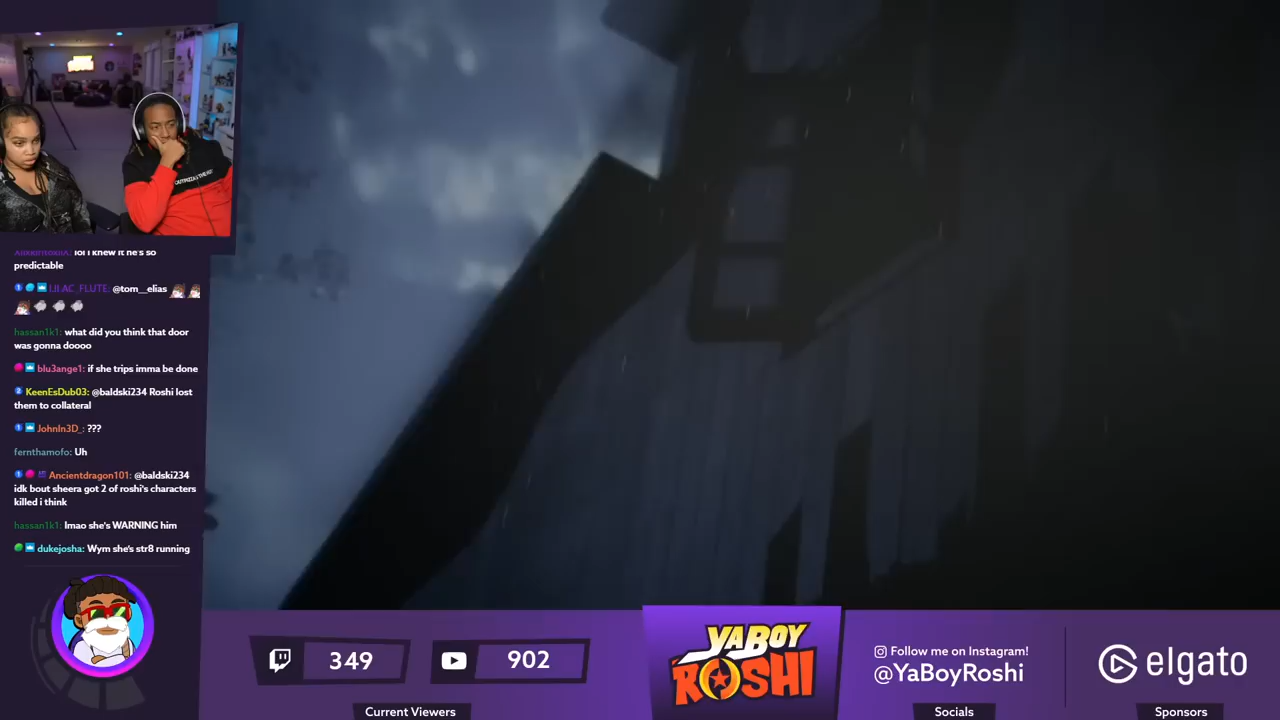 lol I knew it he's so
predictable
LILAC_FLUTE: @tom__elias
hassan1k1: what did you think that door
was gonna doooo
blu3ange1: if she trips imma be done
KeenEsDub03: @baldski234 Roshi lost
them to collateral
JohnIn3D_: ???
fernthamofo: Uh
Ancientdragon101: @baldski234
idk bout sheera got 2 of roshi's characters
killed i think
hassan1k1: lmao she's WARNING him
dukejosha: Wym she's str8 running
349
902
Current Viewers
YABOY
ROSHI
Follow me on Instagram!
@YaBoyRoshi
Socials
elgato
Sponsors